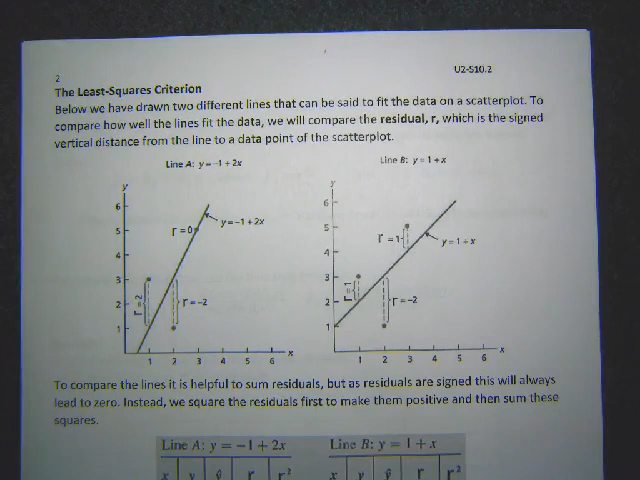 2
U2-S10.2
The Least-Squares Criterion
Below we have drawn two different lines that can be said to fit the data on a scatterplot. To
compare how well the lines fit the data, we will compare the residual, r, which is the signed
vertical distance from the line to a data point of the scatterplot.
Line A: y=-1+2x
Line B: y=1+x
y
6
5
4
3
2
1
1 2 3 4 5 6 x
r=0
y=-1+2x
r=2
r=-2
y
6
5
4
3
2
1
1 2 3 4 5 6 x
r=1
y=1+x
r=1
r=-2
To compare the lines it is helpful to sum residuals, but as residuals are signed this will always
lead to zero. Instead, we square the residuals first to make them positive and then sum these
squares.
Line A: y = -1 + 2x
Line B: y = 1 + x
x y ŷ r r²
x y ŷ r r²